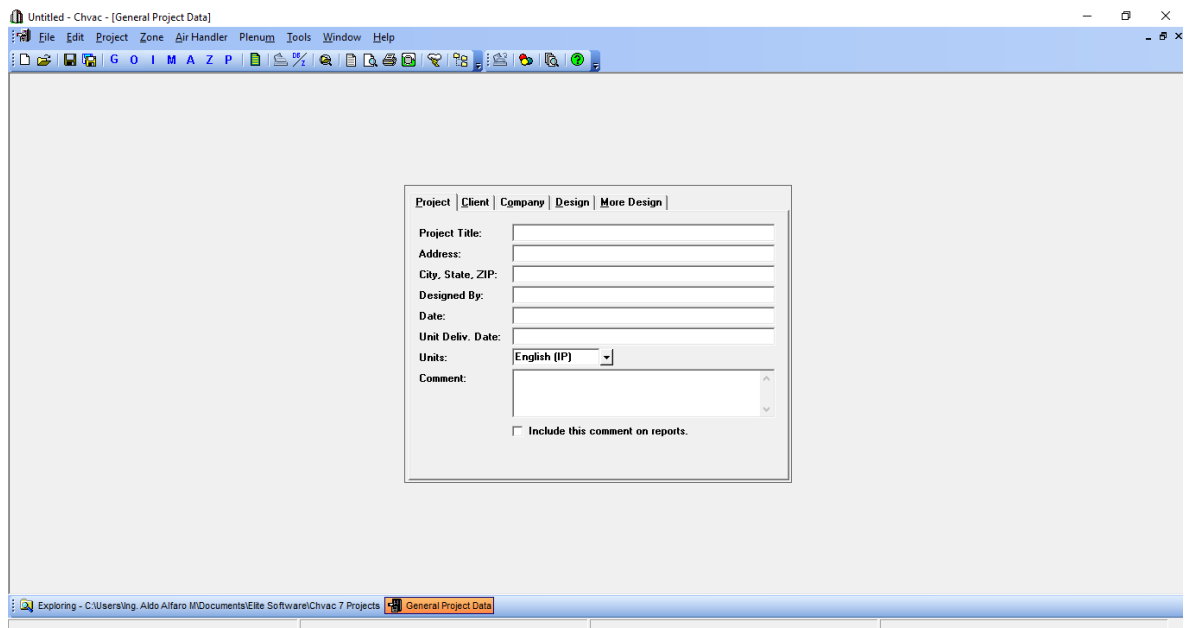 Untitled - Chvac - [General Project Data]
File Edit Project Zone Air Handler Plenum Tools Window Help
G O I M A Z P
Project Client Company Design More Design
Project Title:
Address:
City, State, ZIP:
Designed By:
Date:
Unit Deliv. Date:
Units: English (IP)
Comment:
Include this comment on reports.
Exploring - C:\Users\Ing. Aldo Alfaro M\Documents\Elite Software\Chvac 7 Projects General Project Data